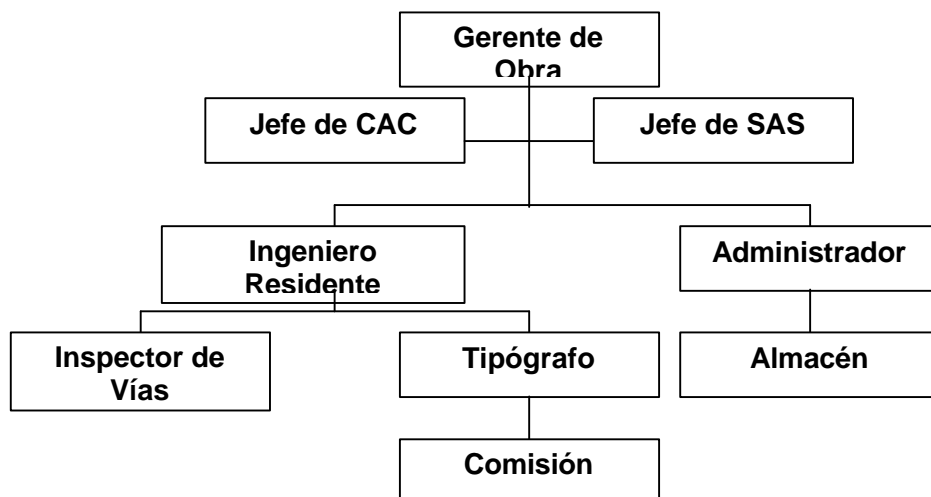 Gerente de
Obra
Jefe de CAC
Jefe de SAS
Ingeniero
Residente
Administrador
Inspector de
Vías
Tipógrafo
Almacén
Comisión